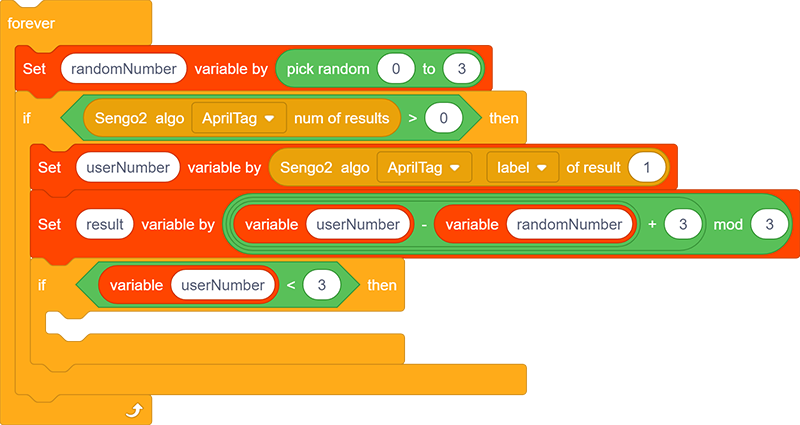 forever
Set randomNumber variable by pick random 0 to 3
if Sengo2 algo AprilTag num of results > 0 then
Set userNumber variable by Sengo2 algo AprilTag label of result 1
Set result variable by variable userNumber - variable randomNumber + 3 mod 3
if variable userNumber < 3 then